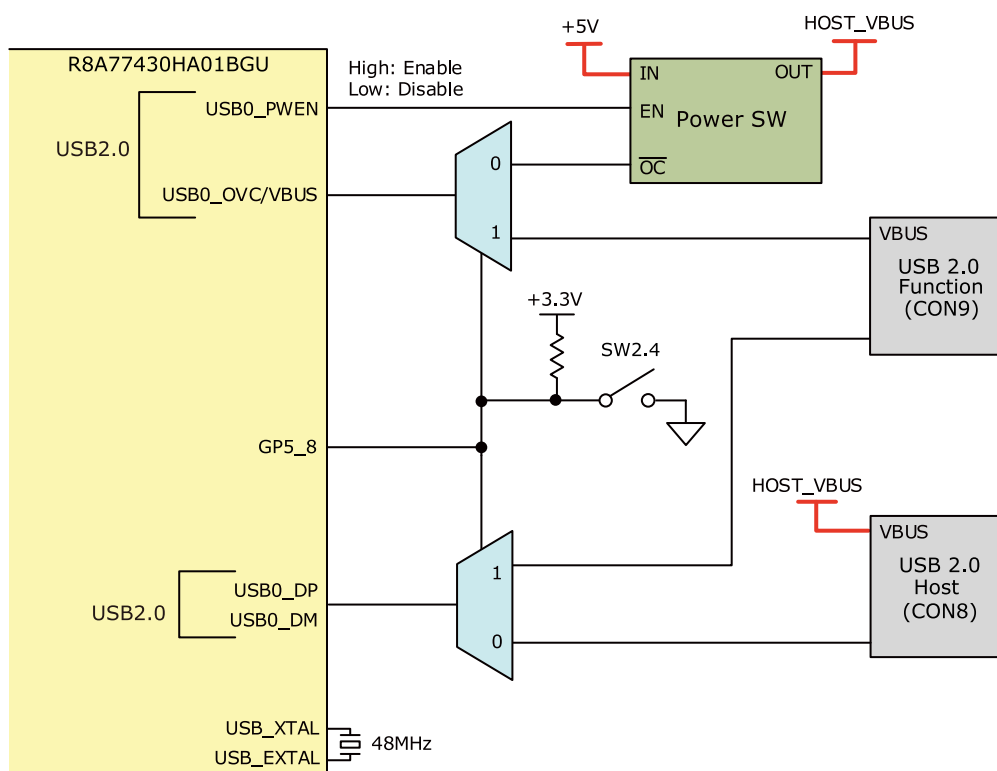 HOST_VBUS
+5V
R8A77430HA01BGU
High: Enable
Low: Disable
IN
OUT
USB0_PWEN
EN
Power SW
USB2.0
0
OC
USB0_OVC/VBUS
1
VBUS
USB 2.0
Function
(CON9)
+3.3V
SW2.4
GP5_8
HOST_VBUS
VBUS
USB 2.0
Host
(CON8)
1
USB0_DP
USB2.0
USB0_DM
0
USB_XTAL
48MHz
USB_EXTAL